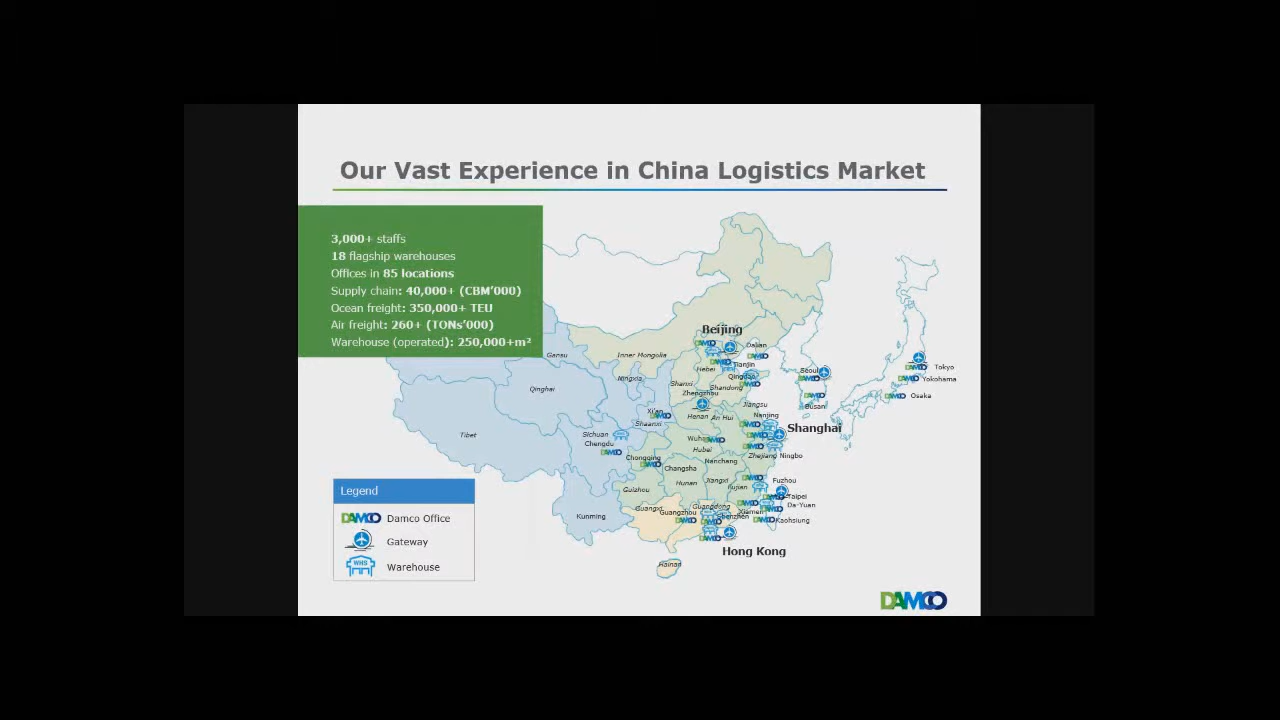 Our Vast Experience in China Logistics Market
3,000+ staffs
18 flagship warehouses
Offices in 85 locations
Supply chain: 40,000+ (CBM'000)
Ocean freight: 350,000+ TEU
Air freight: 260+ (TONs'000)
Warehouse (operated): 250,000+m²
Beijing
Dalian
Gansu
Inner Mongolia
Tianjin
Hebei
Seoul
Tokyo
Ningxia
Qingdao
Yokohama
Qinghai
Shanxi
Shandong
Zhengzhou
Osaka
Jiangsu
Busan
Xi'an
Henan
An Hui
Nanjing
Shaanxi
Shanghai
Tibet
Sichuan
Wuhan
Chengdu
Hubei
Chongqing
Zhejiang
Ningbo
Nanchang
Changsha
Hunan
Jiangxi
Fuzhou
Guizhou
Fujian
Taipei
Guangxi
Guangdong
Da-Yuan
Kunming
Guangzhou
Shenzhen
Xiamen
Kaohsiung
Hong Kong
Hainan
Legend
DAMCO Damco Office
Gateway
WHS Warehouse
DAMCO